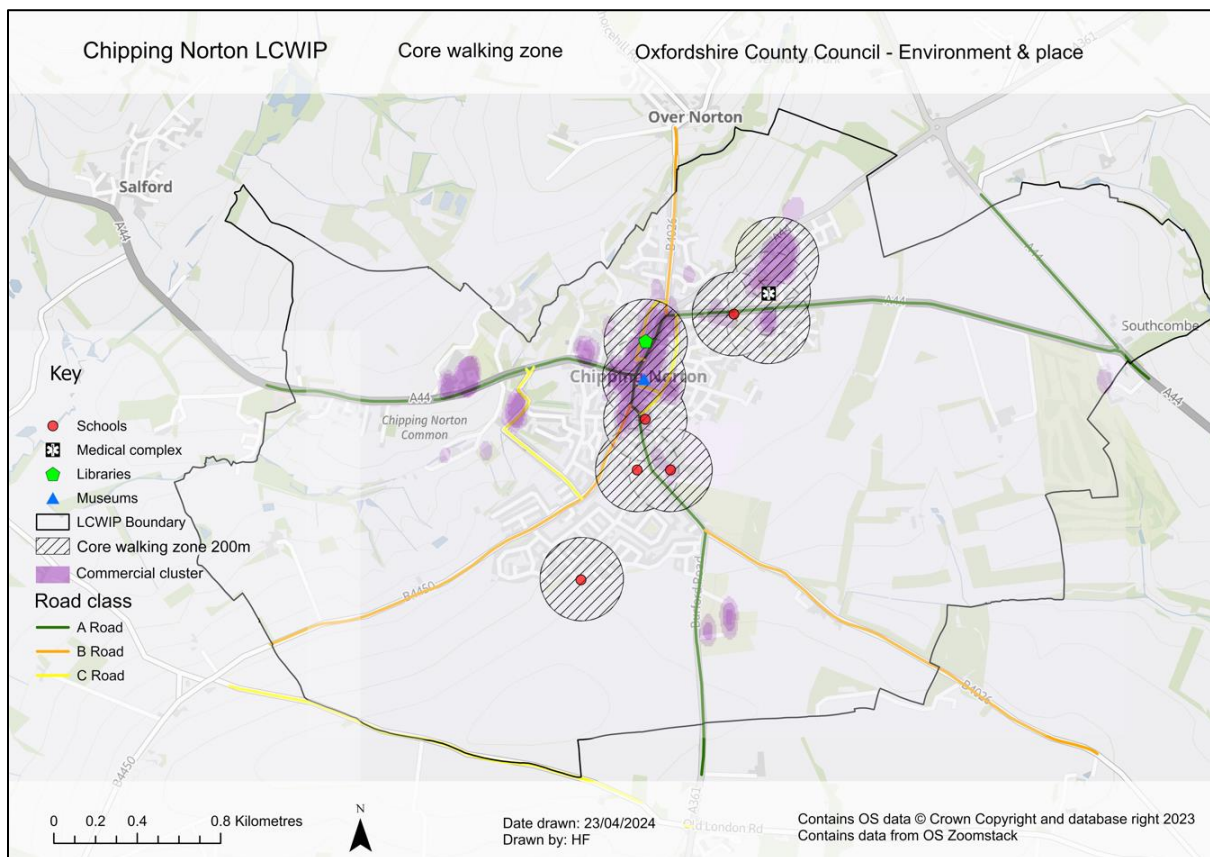 Chipping Norton LCWIP
Core walking zone
Oxfordshire County Council - Environment & place
A361
Over Norton
Salford
A44
B4026
A44
A44
Southcombe
Chipping Norton
A44
A44
Chipping Norton
Common
Key
Schools
Medical complex
Libraries
Museums
LCWIP Boundary
Core walking zone 200m
Commercial cluster
Road class
A Road
B Road
C Road
B4450
Burford Road
B4026
B4450
A361
Old London Rd
0 0.2 0.4 0.8 Kilometres
N
Date drawn: 23/04/2024
Drawn by: HF
Contains OS data © Crown Copyright and database right 2023
Contains data from OS Zoomstack